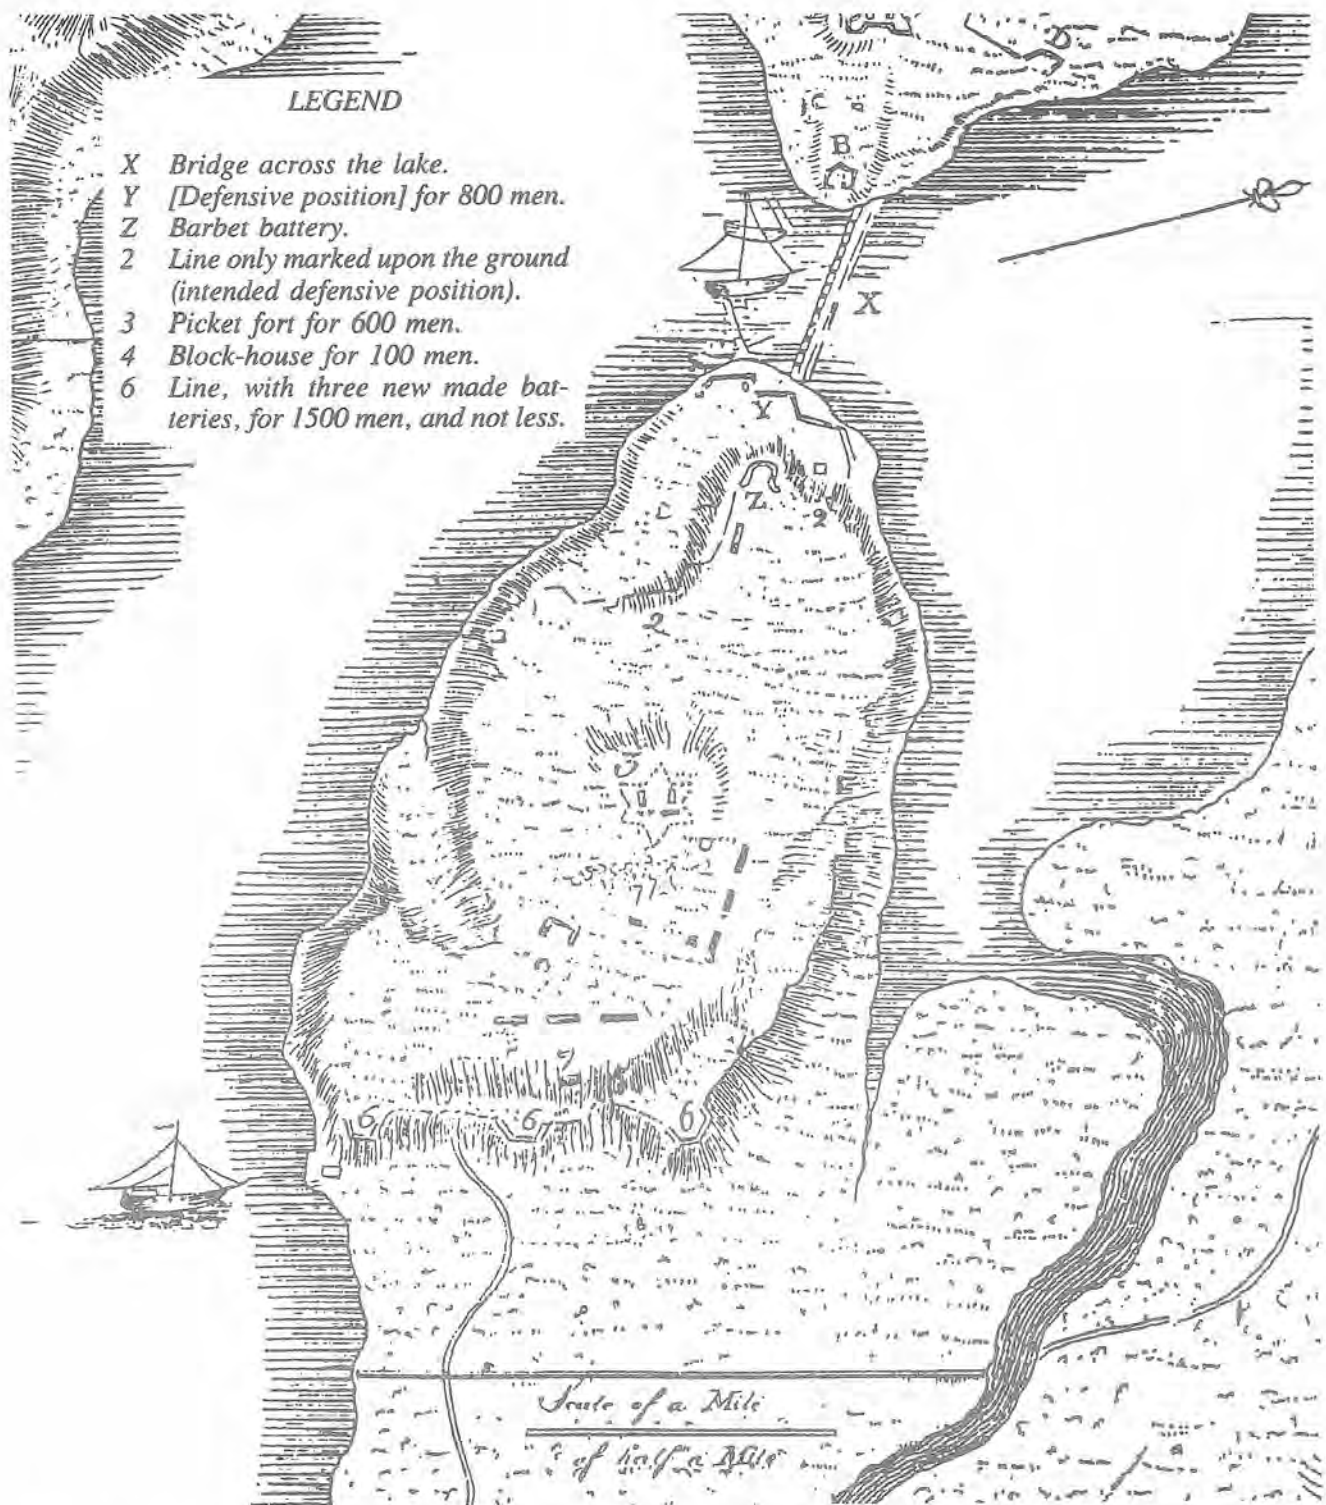 LEGEND
X Bridge across the lake.
Y [Defensive position] for 800 men.
Z Barbet battery.
2 Line only marked upon the ground
(intended defensive position).
3 Picket fort for 600 men.
4 Block-house for 100 men.
6 Line, with three new made bat-
teries, for 1500 men, and not less.
D
B
X
Y
Z
2
2
3
6
6
6
Scale of a Mile
of half a Mile